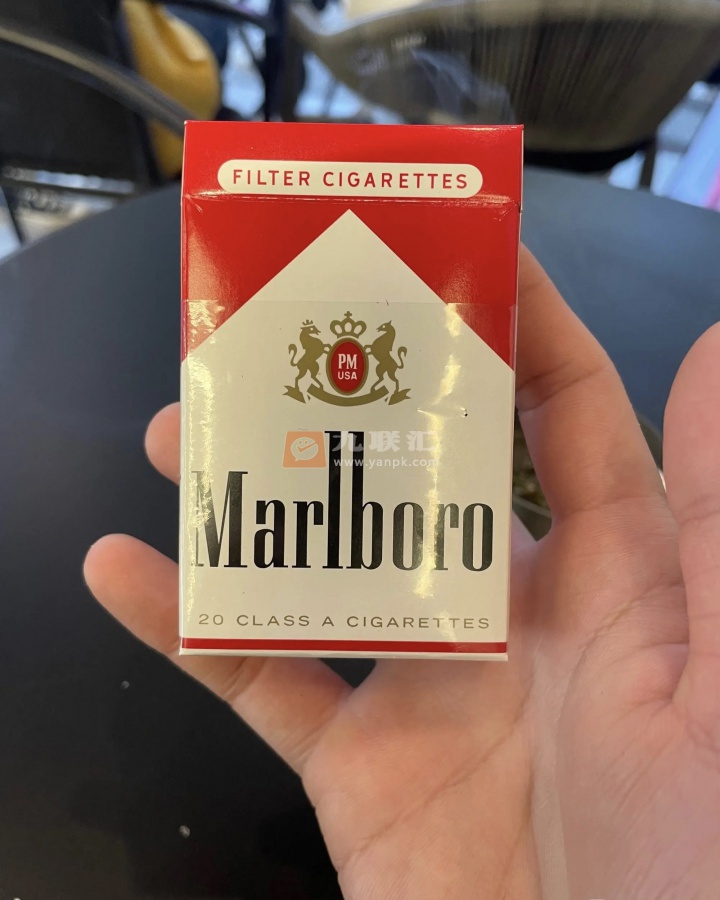 FILTER CIGARETTES
PM
USA
九联汇
www.yanpk.com
Marlboro
20 CLASS A CIGARETTES